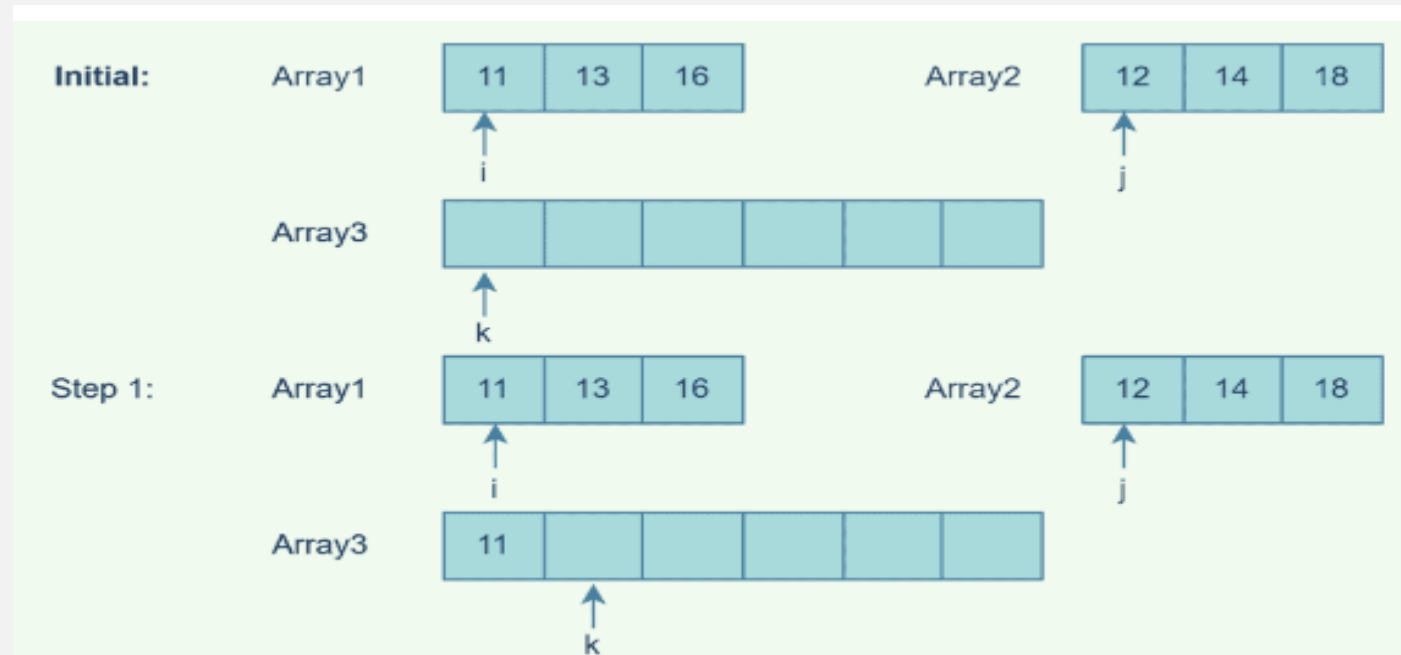 Initial: Array1 11 13 16 Array2 12 14 18
i j
Array3
k
Step 1: Array1 11 13 16 Array2 12 14 18
i j
Array3 11
k